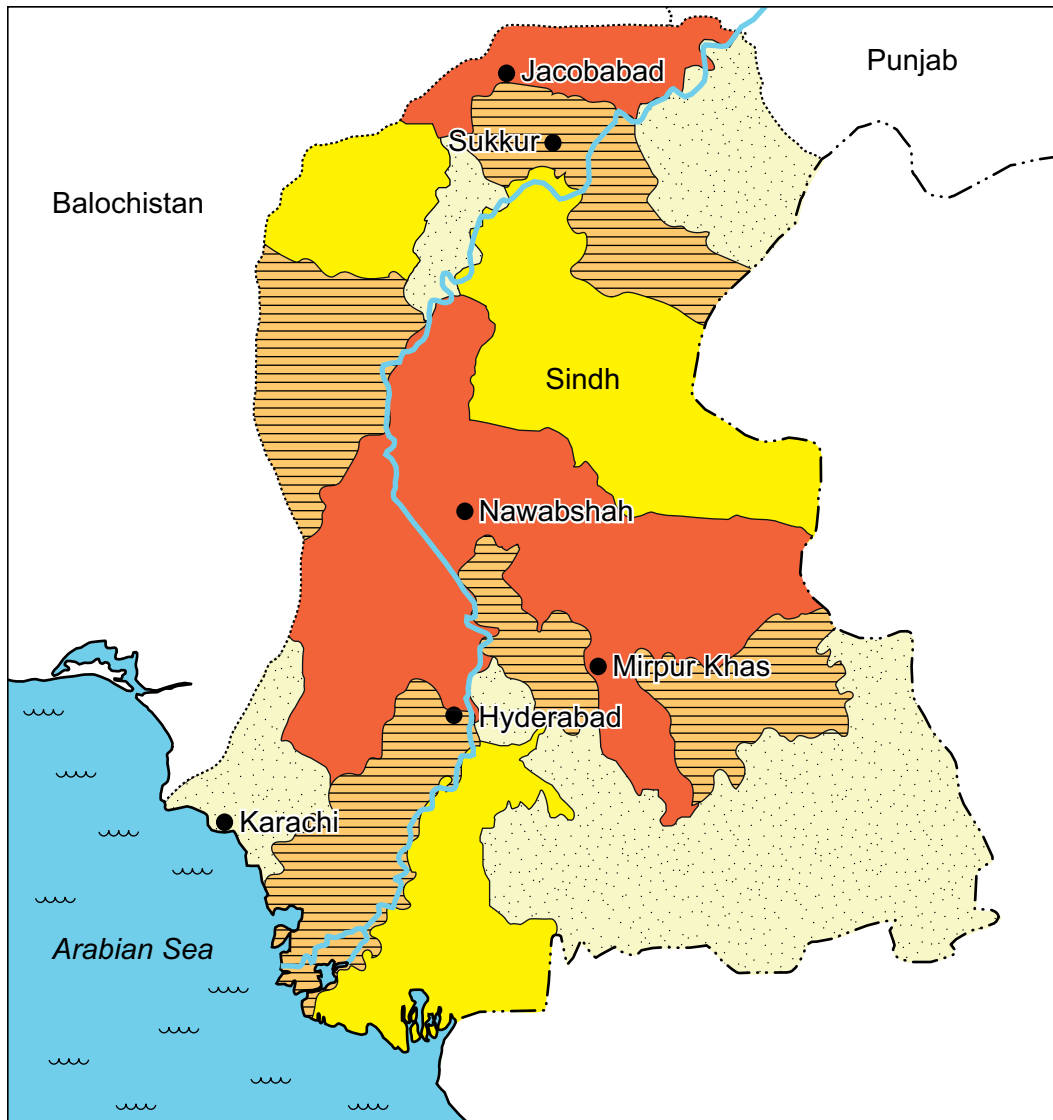 Punjab
Jacobabad
Sukkur
Balochistan
Sindh
Nawabshah
Mirpur Khas
Hyderabad
Karachi
Arabian Sea